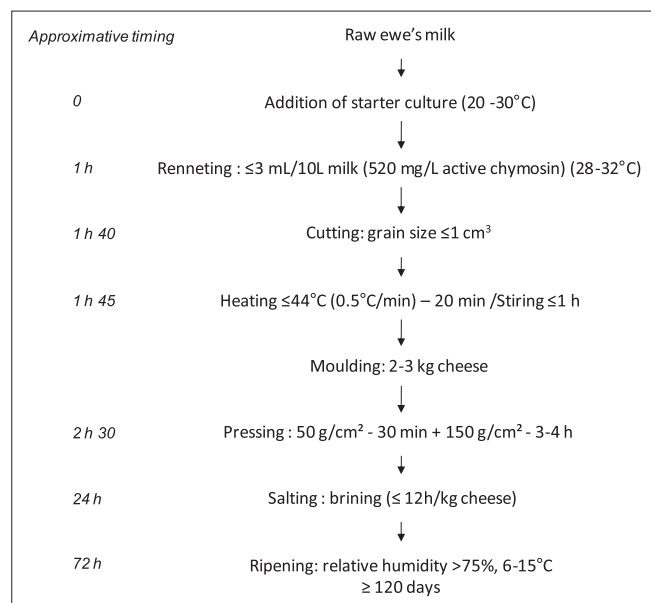 Approximative timing Raw ewe's milk
0 Addition of starter culture (20 -30°C)
1 h Renneting : ≤3 mL/10L milk (520 mg/L active chymosin) (28-32°C)
1 h 40 Cutting: grain size ≤1 cm³
1 h 45 Heating ≤44°C (0.5°C/min) – 20 min /Stiring ≤1 h
Moulding: 2-3 kg cheese
2 h 30 Pressing : 50 g/cm² - 30 min + 150 g/cm² - 3-4 h
24 h Salting : brining (≤ 12h/kg cheese)
72h Ripening: relative humidity >75%, 6-15°C
≥ 120 days